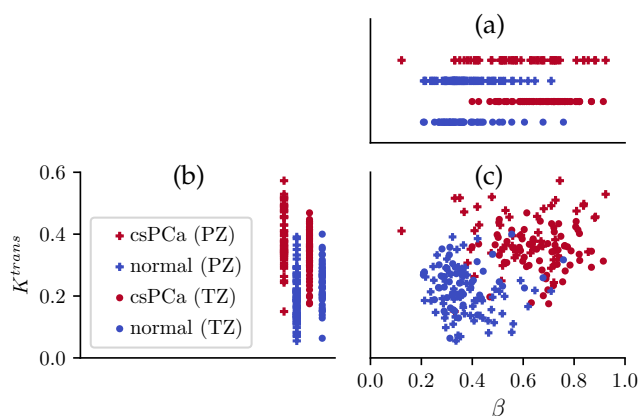 (a)
(b)
(c)
0.6
0.4
0.2
0.0
K^trans
csPCa (PZ)
normal (PZ)
csPCa (TZ)
normal (TZ)
0.0 0.2 0.4 0.6 0.8 1.0
β